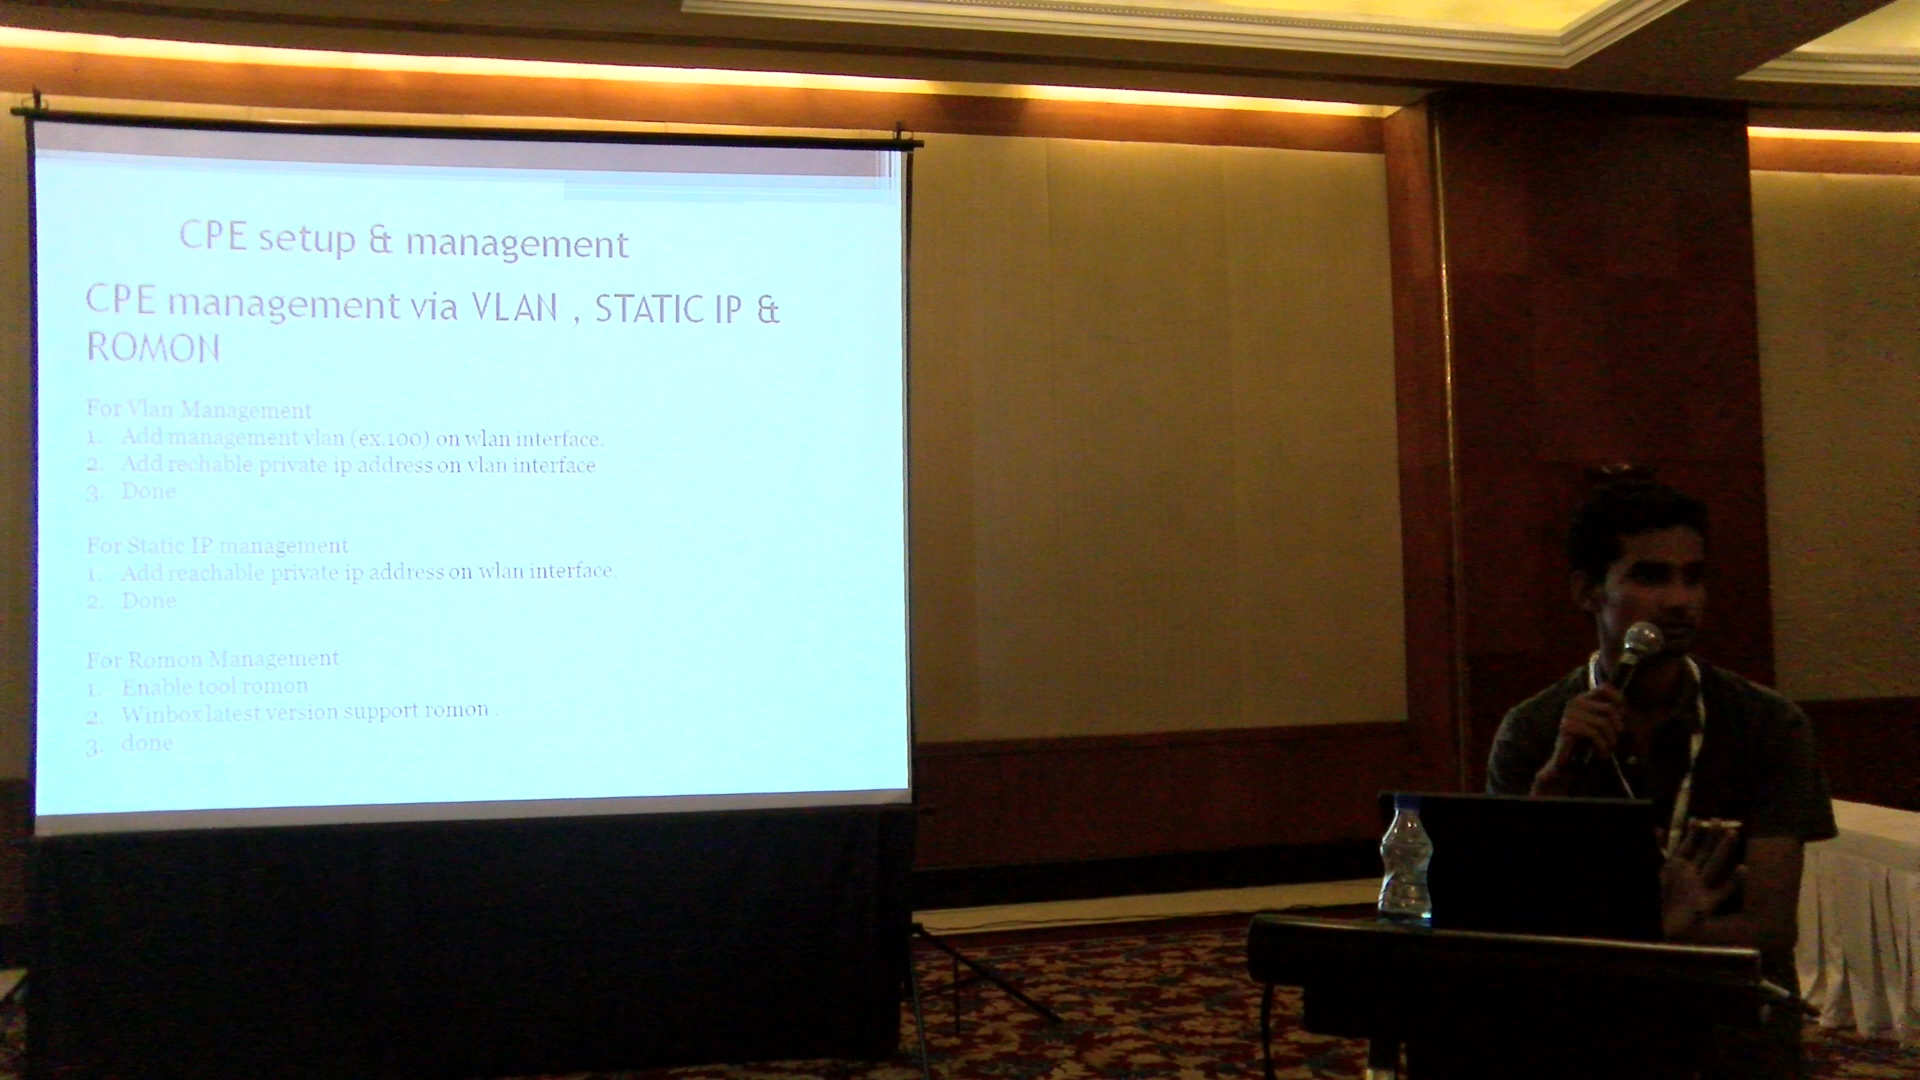 CPE setup & management
CPE management via VLAN , STATIC IP &
ROMON
For Vlan Management
1. Add management vlan (ex.100) on wlan interface.
2. Add rechable private ip address on vlan interface
3. Done
For Static IP management
1. Add reachable private ip address on wlan interface.
2. Done
For Romon Management
1. Enable tool romon
2. Winbox latest version support romon .
3. done